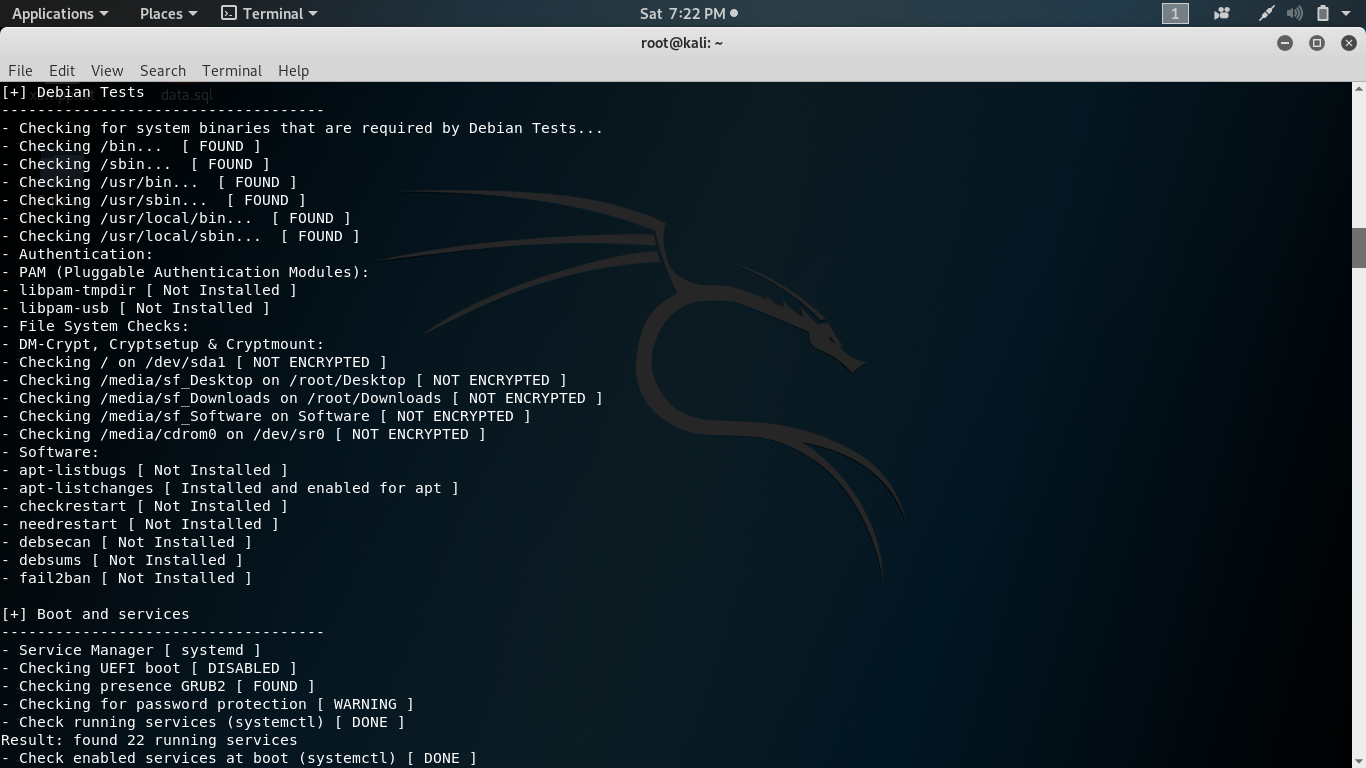 Applications Places Terminal Sat 7:22 PM 1
root@kali: ~
File Edit View Search Terminal Help
[+] Debian Tests
data.sql
------------------------------------
- Checking for system binaries that are required by Debian Tests...
- Checking /bin...  [ FOUND ]
- Checking /sbin...  [ FOUND ]
- Checking /usr/bin...  [ FOUND ]
- Checking /usr/sbin...  [ FOUND ]
- Checking /usr/local/bin...  [ FOUND ]
- Checking /usr/local/sbin...  [ FOUND ]
- Authentication:
- PAM (Pluggable Authentication Modules):
- libpam-tmpdir [ Not Installed ]
- libpam-usb [ Not Installed ]
- File System Checks:
- DM-Crypt, Cryptsetup & Cryptmount:
- Checking / on /dev/sda1 [ NOT ENCRYPTED ]
- Checking /media/sf_Desktop on /root/Desktop [ NOT ENCRYPTED ]
- Checking /media/sf_Downloads on /root/Downloads [ NOT ENCRYPTED ]
- Checking /media/sf_Software on Software [ NOT ENCRYPTED ]
- Checking /media/cdrom0 on /dev/sr0 [ NOT ENCRYPTED ]
- Software:
- apt-listbugs [ Not Installed ]
- apt-listchanges [ Installed and enabled for apt ]
- checkrestart [ Not Installed ]
- needrestart [ Not Installed ]
- debsecan [ Not Installed ]
- debsums [ Not Installed ]
- fail2ban [ Not Installed ]
[+] Boot and services
------------------------------------
- Service Manager [ systemd ]
- Checking UEFI boot [ DISABLED ]
- Checking presence GRUB2 [ FOUND ]
- Checking for password protection [ WARNING ]
- Check running services (systemctl) [ DONE ]
Result: found 22 running services
- Check enabled services at boot (systemctl) [ DONE ]